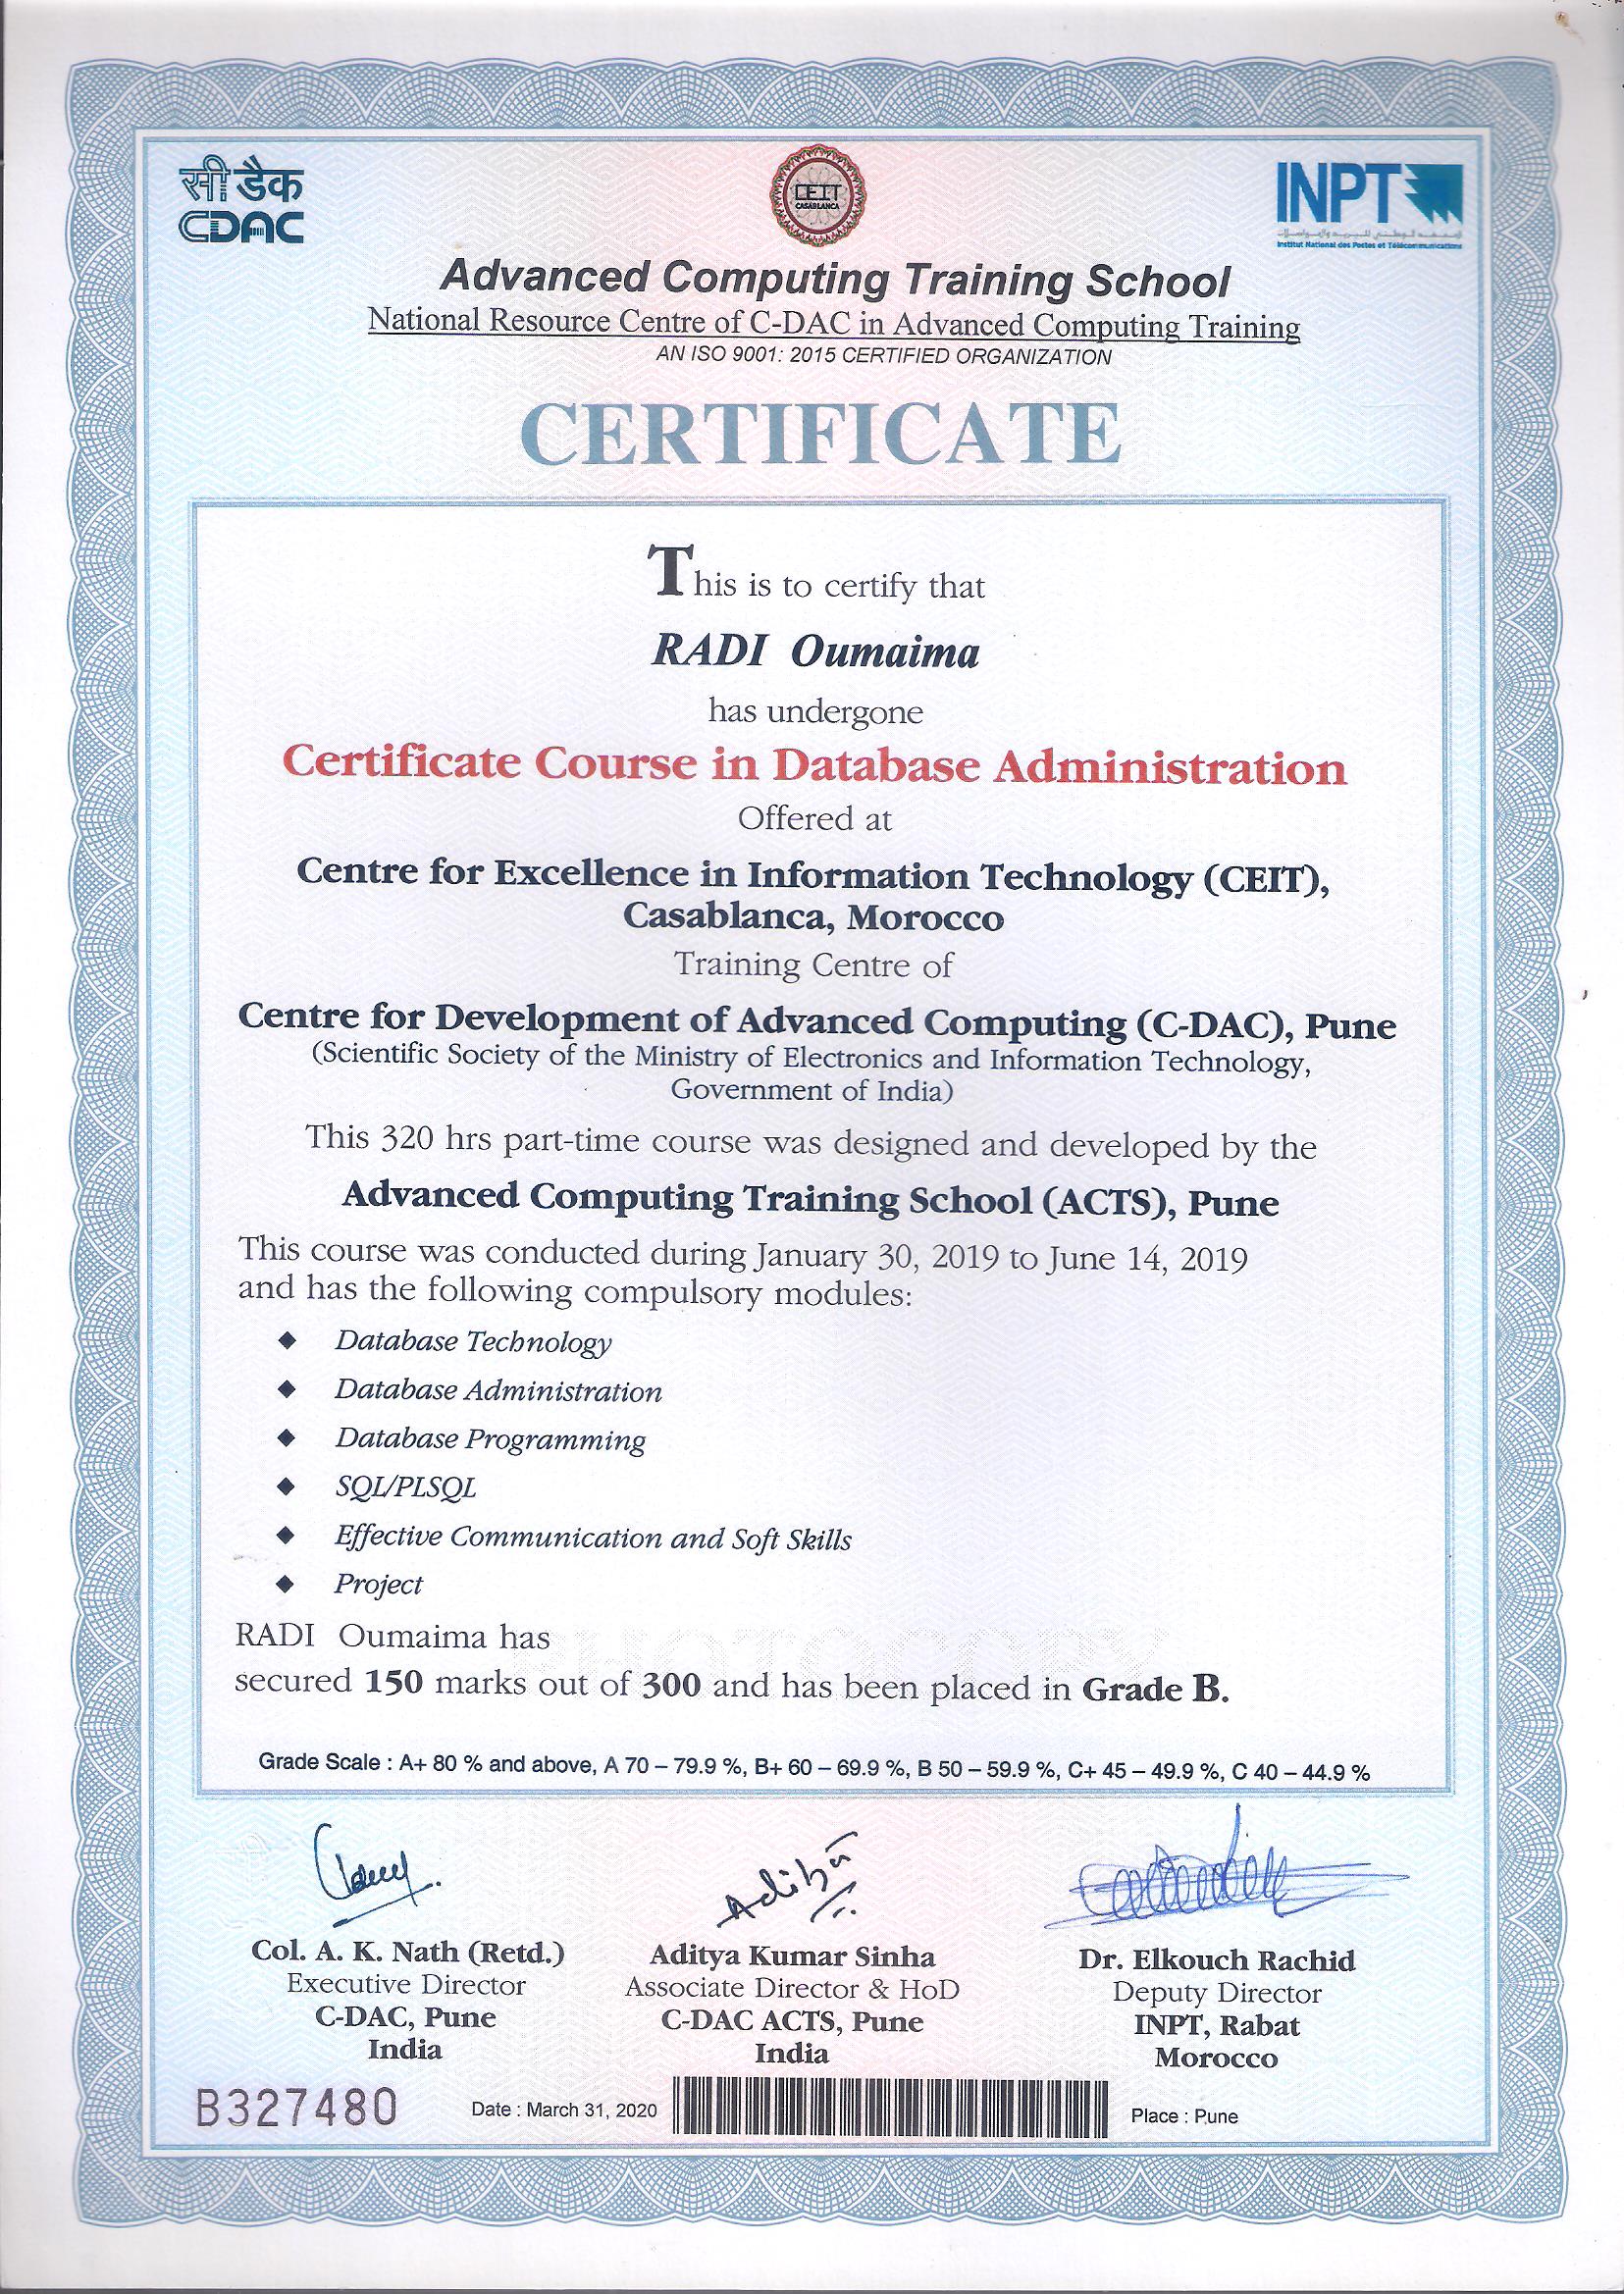 सी डैक
CDAC
CEIT
CASABLANCA
INPT
Institut National des Postes et Télécommunications
Advanced Computing Training School
National Resource Centre of C-DAC in Advanced Computing Training
AN ISO 9001: 2015 CERTIFIED ORGANIZATION
CERTIFICATE
This is to certify that
RADI Oumaima
has undergone
Certificate Course in Database Administration
Offered at
Centre for Excellence in Information Technology (CEIT),
Casablanca, Morocco
Training Centre of
Centre for Development of Advanced Computing (C-DAC), Pune
(Scientific Society of the Ministry of Electronics and Information Technology,
Government of India)
This 320 hrs part-time course was designed and developed by the
Advanced Computing Training School (ACTS), Pune
This course was conducted during January 30, 2019 to June 14, 2019
and has the following compulsory modules:
◆ Database Technology
◆ Database Administration
◆ Database Programming
◆ SQL/PLSQL
◆ Effective Communication and Soft Skills
◆ Project
RADI Oumaima has
secured 150 marks out of 300 and has been placed in Grade B.
Grade Scale : A+ 80 % and above, A 70 – 79.9 %, B+ 60 – 69.9 %, B 50 – 59.9 %, C+ 45 – 49.9 %, C 40 – 44.9 %
Col. A. K. Nath (Retd.)
Executive Director
C-DAC, Pune
India
Aditya
Aditya Kumar Sinha
Associate Director & HoD
C-DAC ACTS, Pune
India
Dr. Elkouch Rachid
Deputy Director
INPT, Rabat
Morocco
B327480
Date : March 31, 2020
Place : Pune